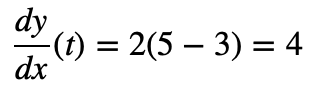 dy/dx (t) = 2(5 − 3) = 4